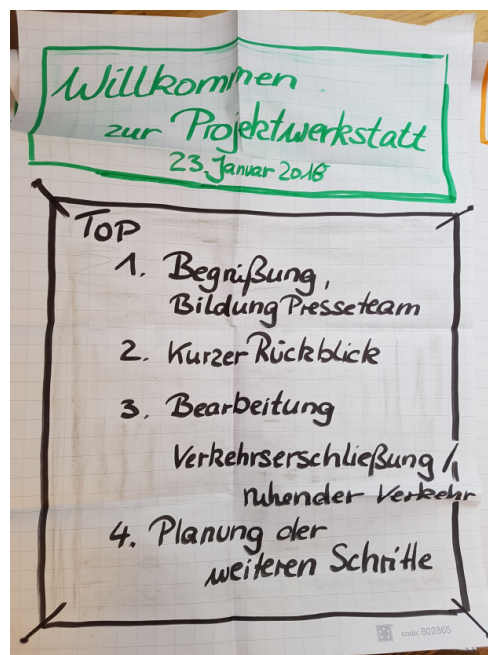 Willkommen
zur Projektwerkstatt
23. Januar 2018
TOP
1. Begrüßung,
Bildung Presseteam
2. Kurzer Rückblick
3. Bearbeitung
Verkehrserschließung /
ruhender Verkehr
4. Planung der
weiteren Schritte
code: 802865